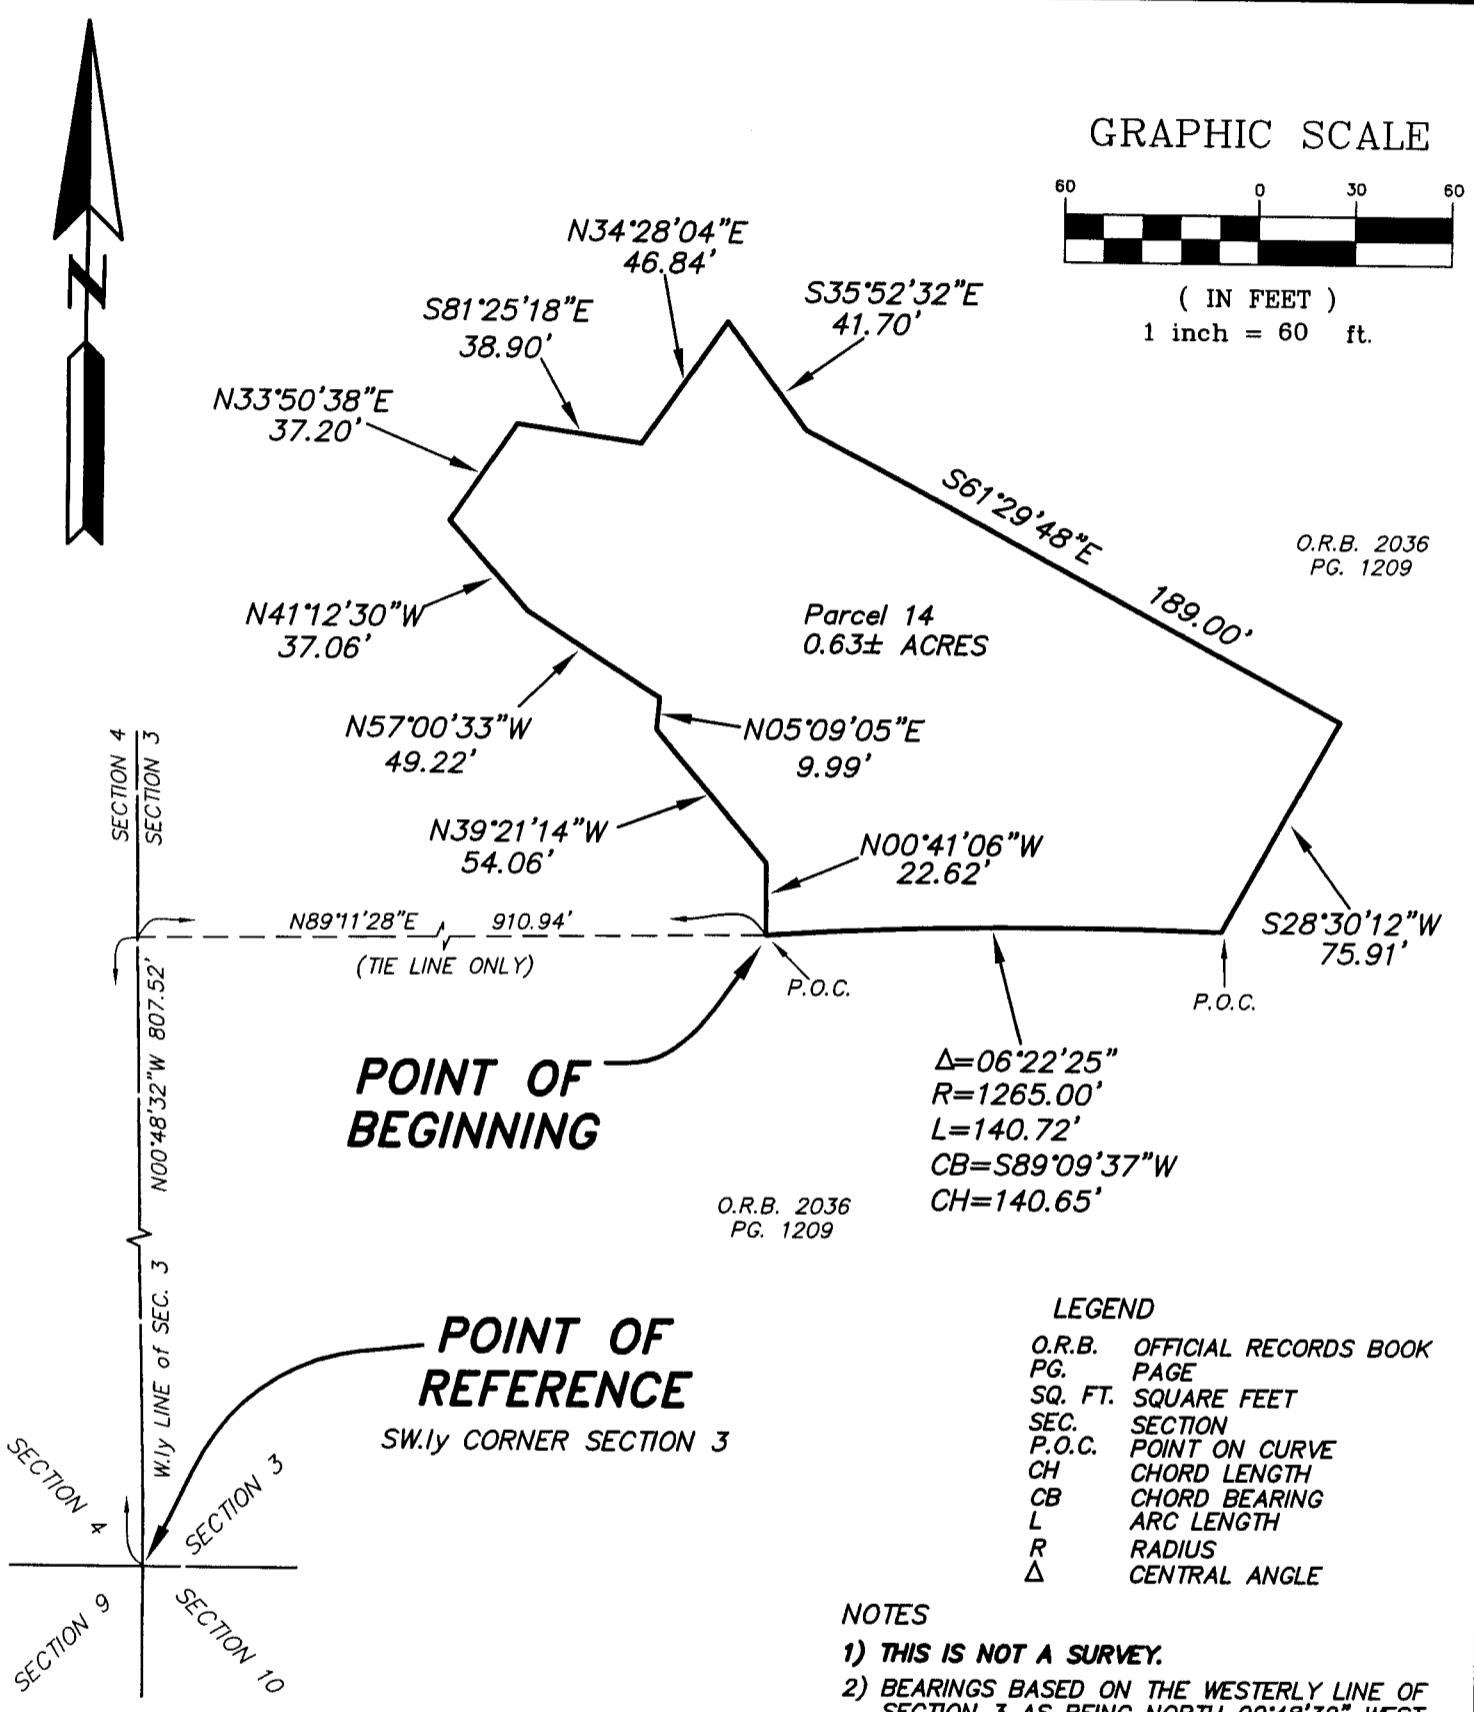 GRAPHIC SCALE
60 0 30 60
( IN FEET )
1 inch = 60 ft.
N
N34°28'04"E
46.84'
S35°52'32"E
41.70'
S81°25'18"E
38.90'
N33°50'38"E
37.20'
S61°29'48"E
189.00'
O.R.B. 2036
PG. 1209
N41°12'30"W
37.06'
Parcel 14
0.63± ACRES
N57°00'33"W
49.22'
N05°09'05"E
9.99'
SECTION 4
SECTION 3
N39°21'14"W
54.06'
N00°41'06"W
22.62'
S28°30'12"W
75.91'
N89°11'28"E 910.94'
(TIE LINE ONLY)
P.O.C.
P.O.C.
N00°48'32"W 807.52'
POINT OF
BEGINNING
Δ=06°22'25"
R=1265.00'
L=140.72'
CB=S89°09'37"W
CH=140.65'
O.R.B. 2036
PG. 1209
W.ly LINE of SEC. 3
POINT OF
REFERENCE
SW.ly CORNER SECTION 3
SECTION 4
SECTION 3
SECTION 9
SECTION 10
LEGEND
O.R.B. OFFICIAL RECORDS BOOK
PG. PAGE
SQ. FT. SQUARE FEET
SEC. SECTION
P.O.C. POINT ON CURVE
CH CHORD LENGTH
CB CHORD BEARING
L ARC LENGTH
R RADIUS
Δ CENTRAL ANGLE
NOTES
1) THIS IS NOT A SURVEY.
2) BEARINGS BASED ON THE WESTERLY LINE OF
SECTION 3 AS BEING NORTH 00°48'32" WEST